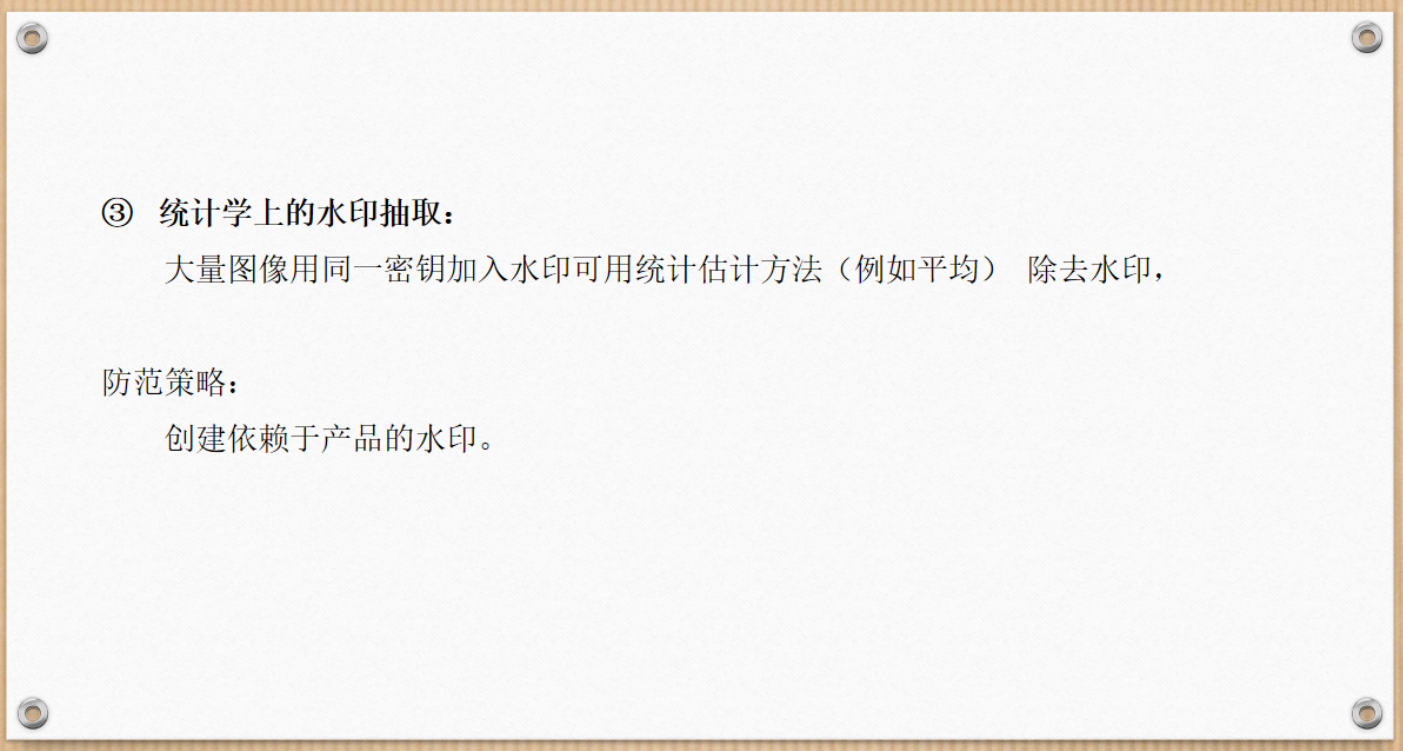 ③ 统计学上的水印抽取：
大量图像用同一密钥加入水印可用统计估计方法（例如平均） 除去水印，
防范策略：
创建依赖于产品的水印。